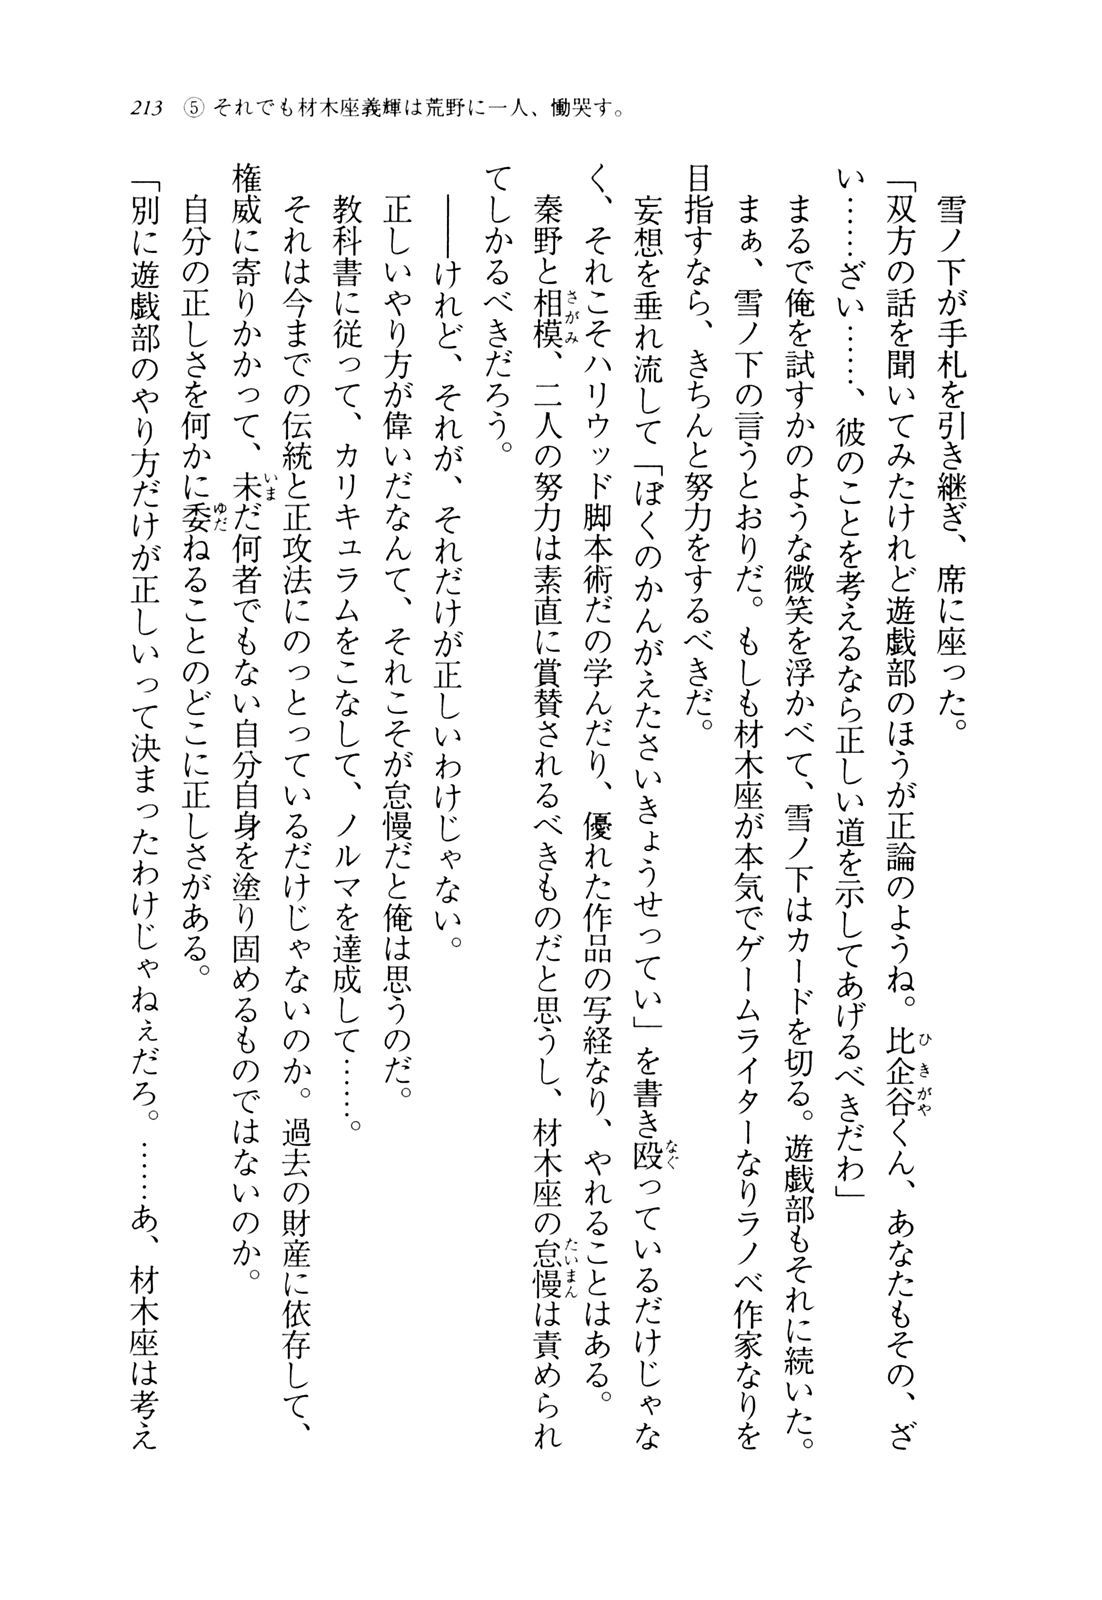 213 ⑤ それでも材木座義輝は荒野に一人、慟哭す。
　雪ノ下が手札を引き継ぎ、席に座った。
「双方の話を聞いてみたけれど遊戯部のほうが正論のようね。比企谷くん、あなたもその、ざ
い……ざい……、彼のことを考えるなら正しい道を示してあげるべきだわ」
　まるで俺を試すかのような微笑を浮かべて、雪ノ下はカードを切る。遊戯部もそれに続いた。
　まぁ、雪ノ下の言うとおりだ。もしも材木座が本気でゲームライターなりラノベ作家なりを
目指すなら、きちんと努力をするべきだ。
　妄想を垂れ流して「ぼくのかんがえたさいきょうせってい」を書き殴っているだけじゃな
く、それこそハリウッド脚本術だの学んだり、優れた作品の写経なり、やれることはある。
　秦野と相模、二人の努力は素直に賞賛されるべきものだと思うし、材木座の怠慢は責められ
てしかるべきだろう。
　――けれど、それが、それだけが正しいわけじゃない。
　正しいやり方が偉いだなんて、それこそが怠慢だと俺は思うのだ。
　教科書に従って、カリキュラムをこなして、ノルマを達成して……。
　それは今までの伝統と正攻法にのっとっているだけじゃないのか。過去の財産に依存して、
権威に寄りかかって、未だ何者でもない自分自身を塗り固めるものではないのか。
　自分の正しさを何かに委ねることのどこに正しさがある。
「別に遊戯部のやり方だけが正しいって決まったわけじゃねぇだろ。……あ、材木座は考え